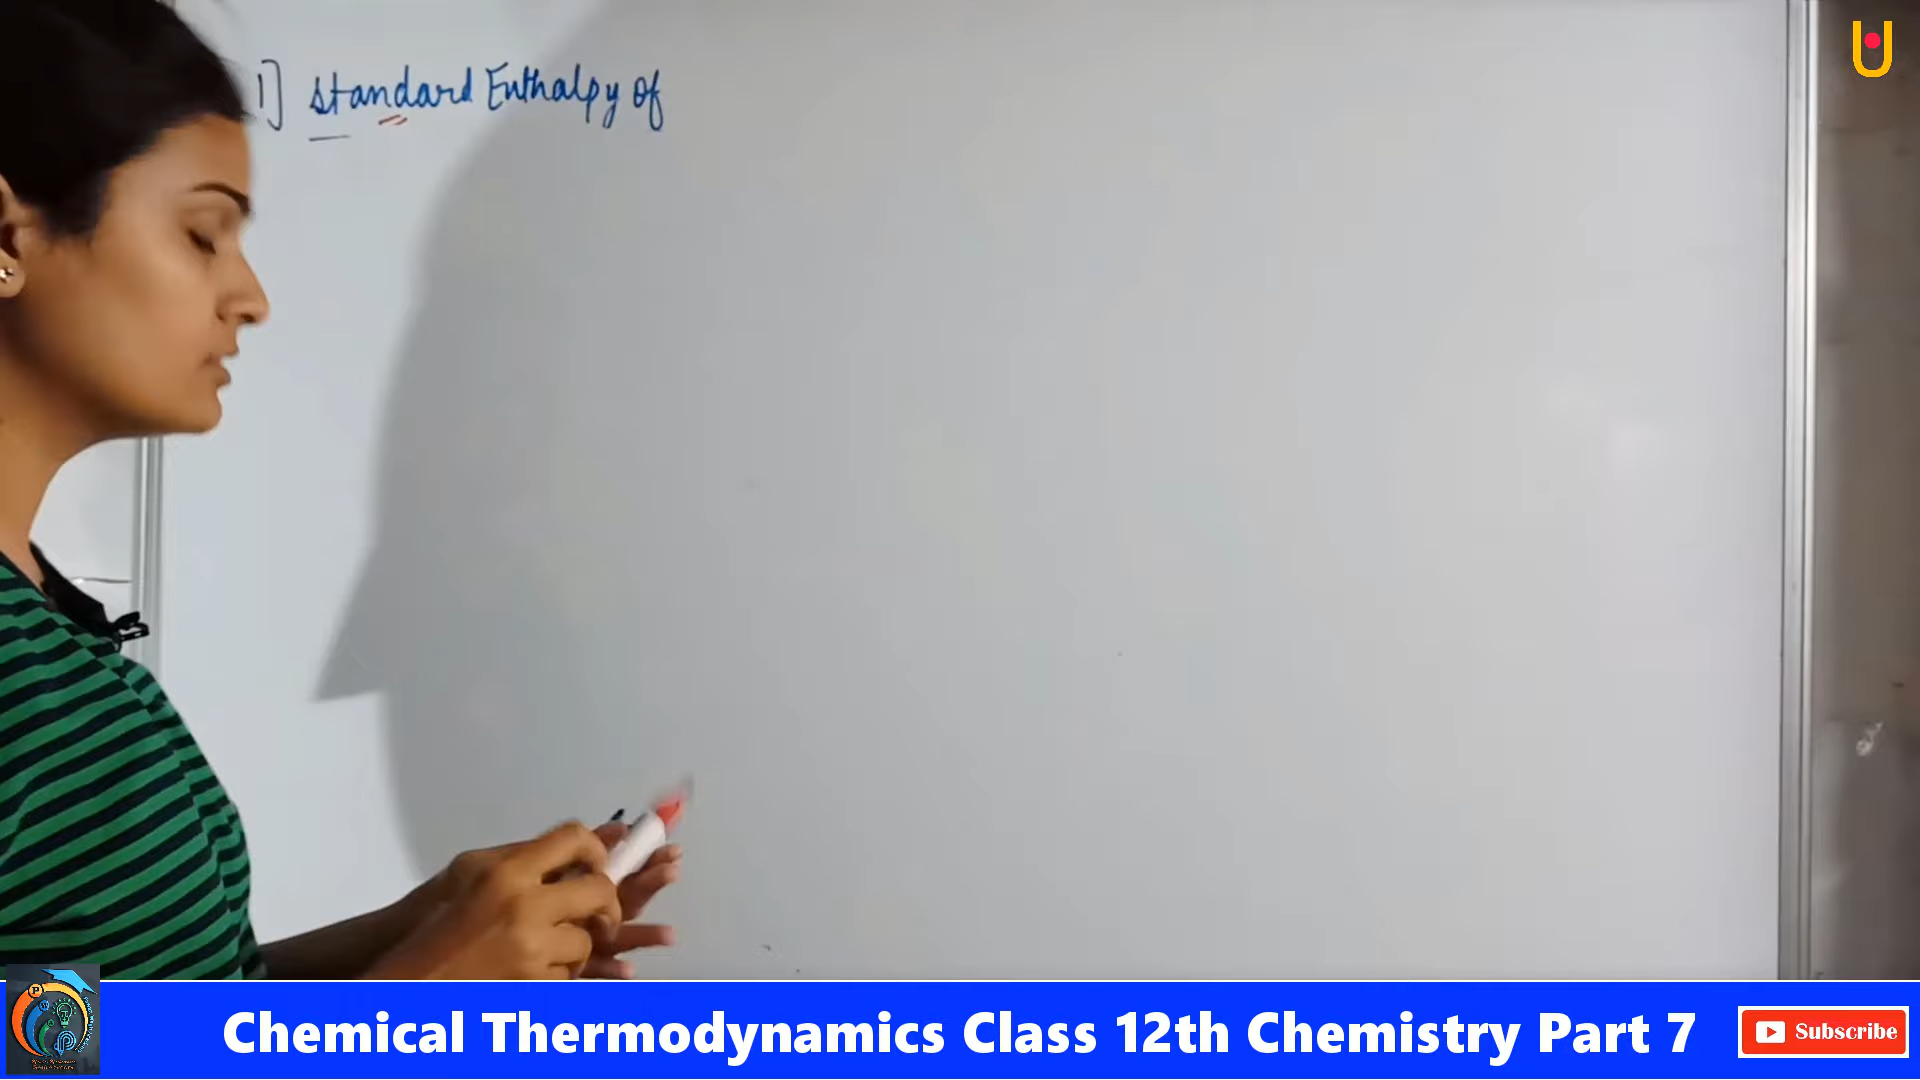 1] Standard Enthalpy of
Chemical Thermodynamics Class 12th Chemistry Part 7
Subscribe